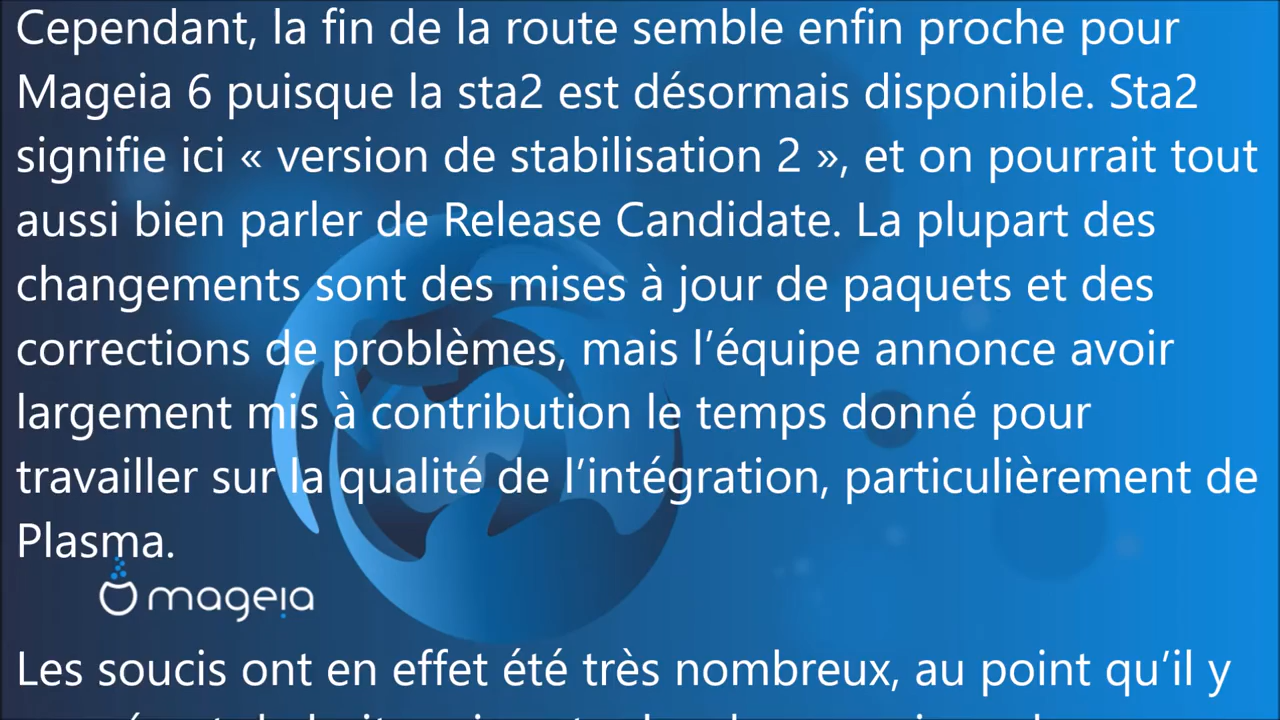 Cependant, la fin de la route semble enfin proche pour
Mageia 6 puisque la sta2 est désormais disponible. Sta2
signifie ici « version de stabilisation 2 », et on pourrait tout
aussi bien parler de Release Candidate. La plupart des
changements sont des mises à jour de paquets et des
corrections de problèmes, mais l’équipe annonce avoir
largement mis à contribution le temps donné pour
travailler sur la qualité de l’intégration, particulièrement de
Plasma.
mageia
Les soucis ont en effet été très nombreux, au point qu’il y